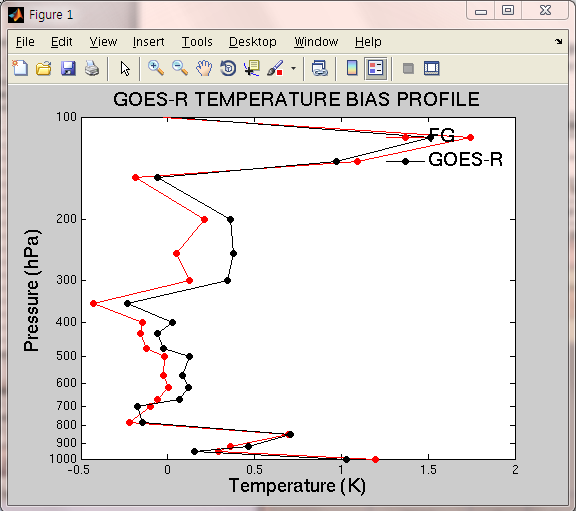 Figure 1
File Edit View Insert Tools Desktop Window Help
GOES-R TEMPERATURE BIAS PROFILE
FG
GOES-R
Pressure (hPa)
100
200
300
400
500
600
700
800
900
1000
-0.5 0 0.5 1 1.5 2
Temperature (K)